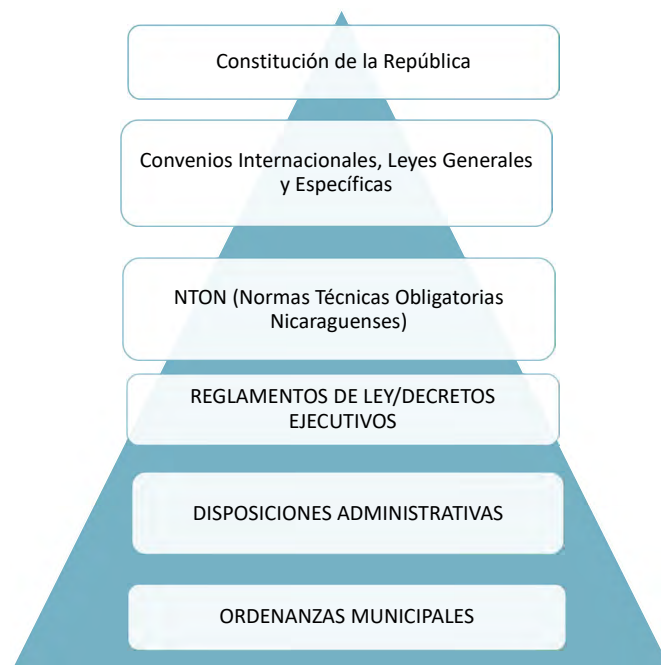 Constitución de la República
Convenios Internacionales, Leyes Generales
y Específicas
NTON (Normas Técnicas Obligatorias
Nicaraguenses)
REGLAMENTOS DE LEY/DECRETOS
EJECUTIVOS
DISPOSICIONES ADMINISTRATIVAS
ORDENANZAS MUNICIPALES